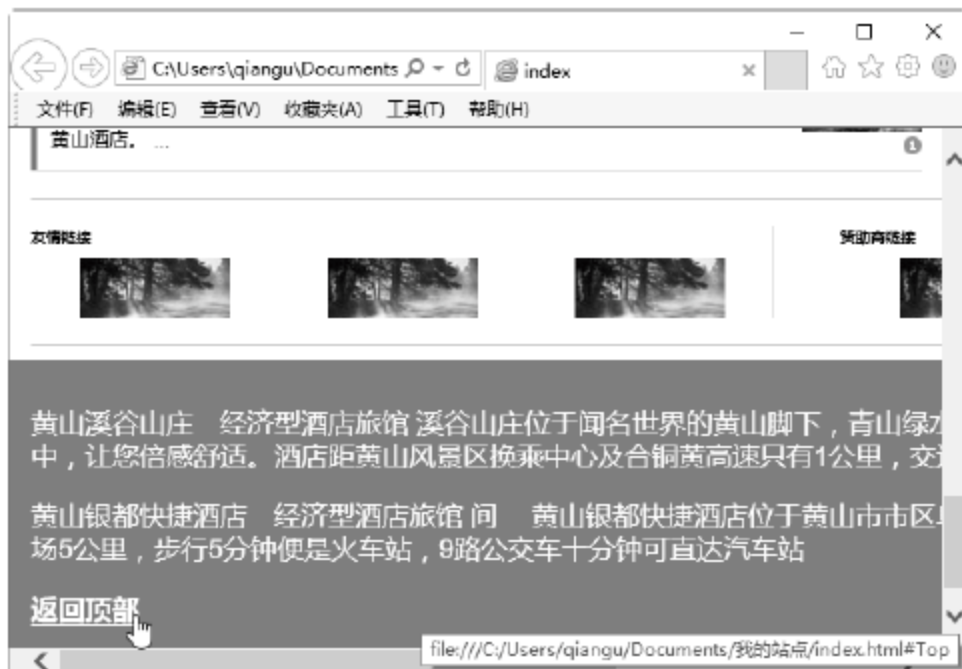 C:\Users\qiangu\Documents
index
文件(F) 编辑(E) 查看(V) 收藏夹(A) 工具(T) 帮助(H)
黄山酒店。 ...
1
友情链接
赞助商链接
黄山溪谷山庄 经济型酒店旅馆 溪谷山庄位于闻名世界的黄山脚下，青山绿水
中，让您倍感舒适。酒店距黄山风景区换乘中心及合铜黄高速只有1公里，交
黄山银都快捷酒店 经济型酒店旅馆 问 黄山银都快捷酒店位于黄山市市区
场5公里，步行5分钟便是火车站，9路公交车十分钟可直达汽车站
返回顶部
file:///C:/Users/qiangu/Documents/我的站点/index.html#Top